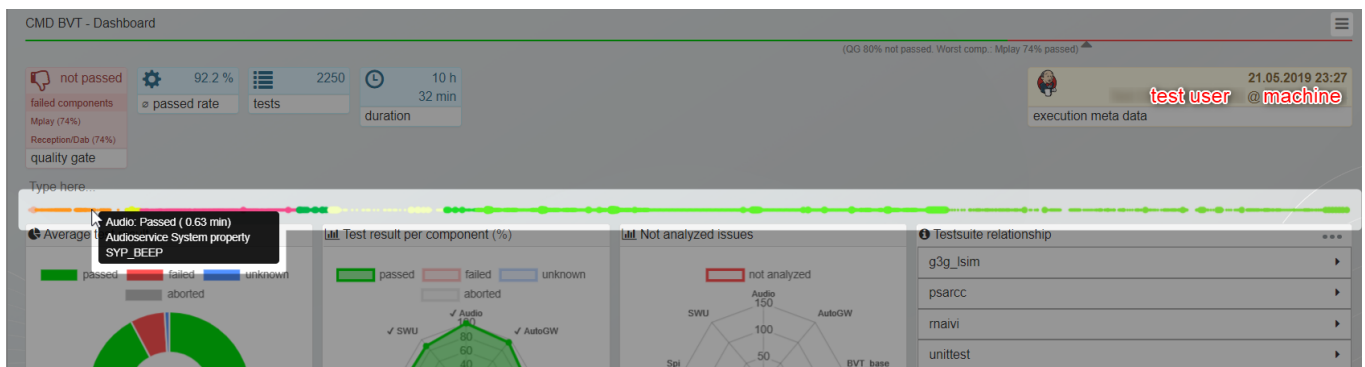 CMD BVT - Dashboard
(QG 80% not passed. Worst comp.: Mplay 74% passed)
not passed
failed components
Mplay (74%)
Reception/Dab (74%)
quality gate
92.2 %
⌀ passed rate
2250
tests
10 h
32 min
duration
21.05.2019 23:27
test user @ machine
execution meta data
Type here...
Audio: Passed ( 0.63 min)
Audioservice System property
SYP_BEEP
Average t
passed failed unknown
aborted
Test result per component (%)
passed failed unknown
aborted
✓ Audio
100
✓ SWU
✓ AutoGW
80
60
40
Not analyzed issues
not analyzed
Audio
150
SWU
AutoGW
100
50
Spi
BVT_base
Testsuite relationship
g3g_lsim
psarcc
rnaivi
unittest